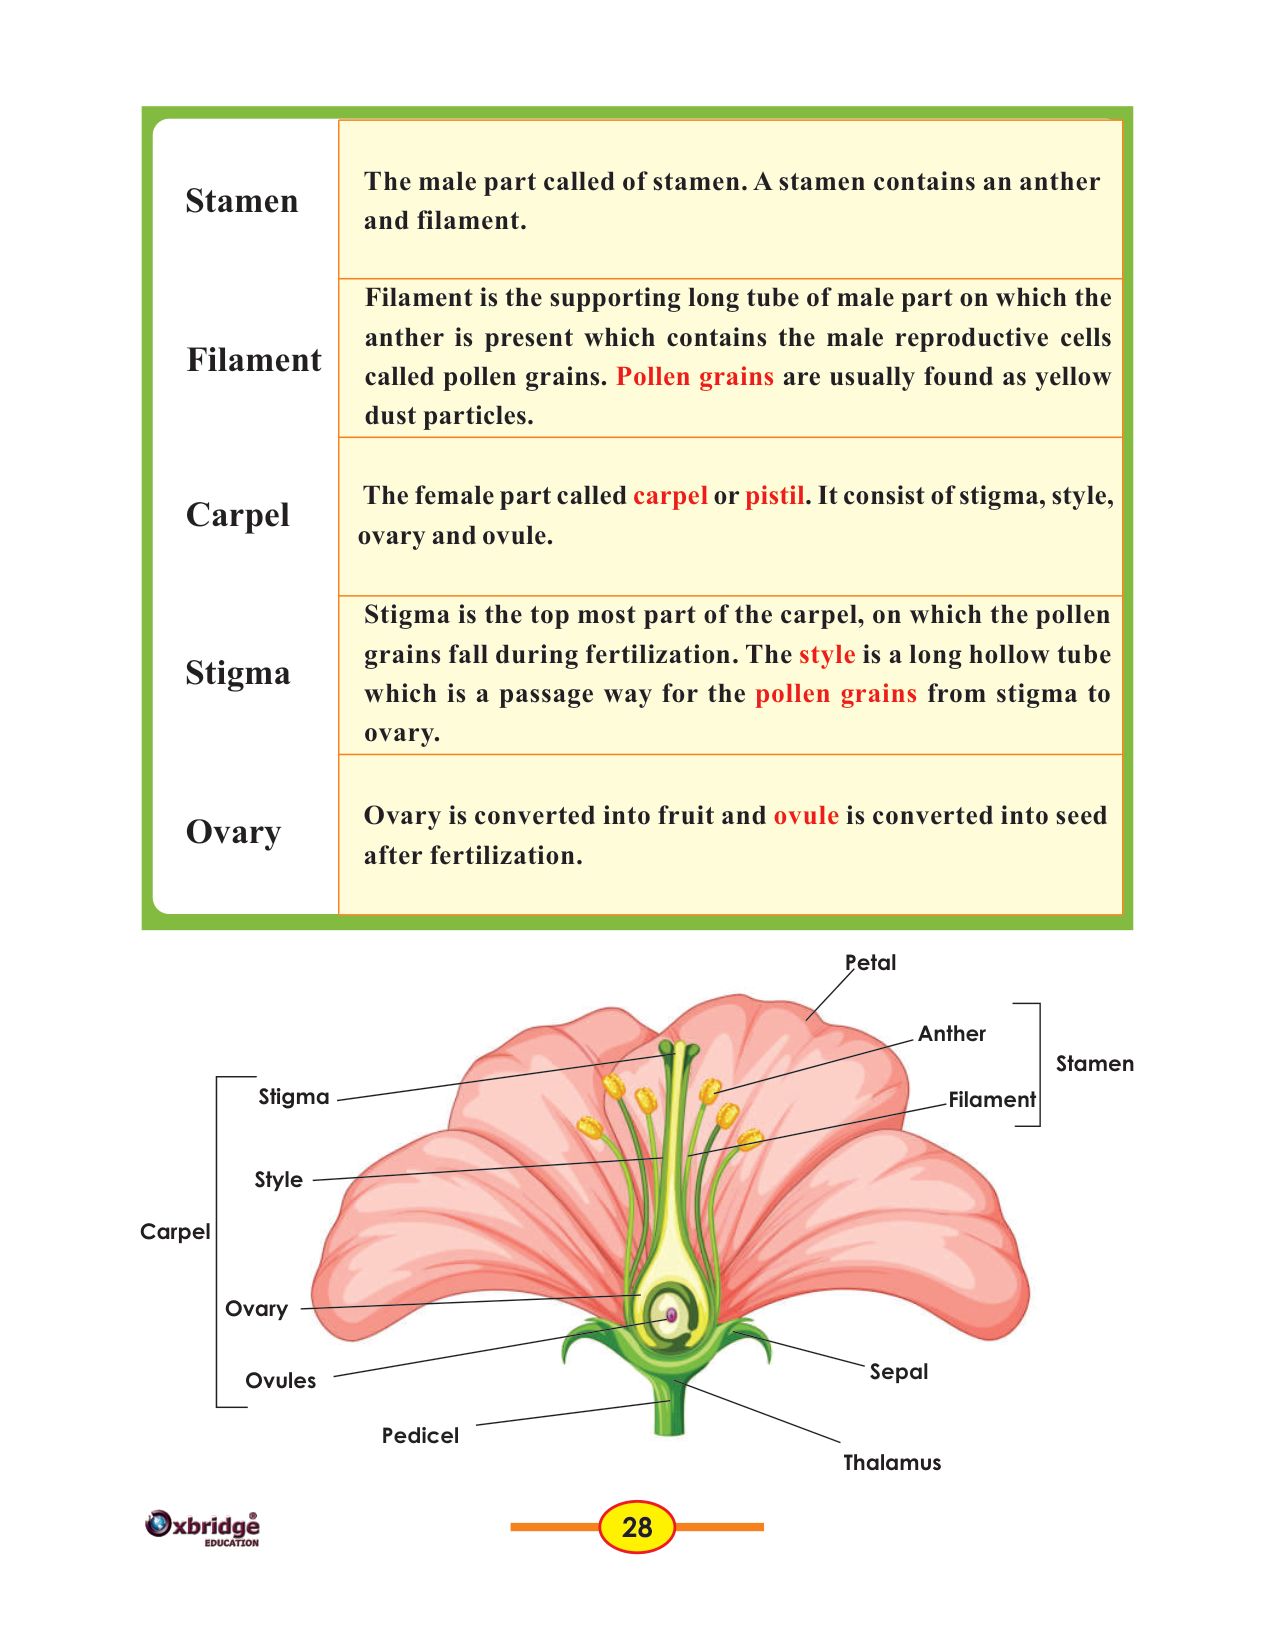 Stamen
The male part called of stamen. A stamen contains an anther
and filament.
Filament
Filament is the supporting long tube of male part on which the
anther is present which contains the male reproductive cells
called pollen grains. Pollen grains are usually found as yellow
dust particles.
Carpel
The female part called carpel or pistil. It consist of stigma, style,
ovary and ovule.
Stigma
Stigma is the top most part of the carpel, on which the pollen
grains fall during fertilization. The style is a long hollow tube
which is a passage way for the pollen grains from stigma to
ovary.
Ovary
Ovary is converted into fruit and ovule is converted into seed
after fertilization.
Petal
Anther
Stamen
Filament
Stigma
Style
Carpel
Ovary
Ovules
Sepal
Pedicel
Thalamus
Oxbridge®
EDUCATION
28